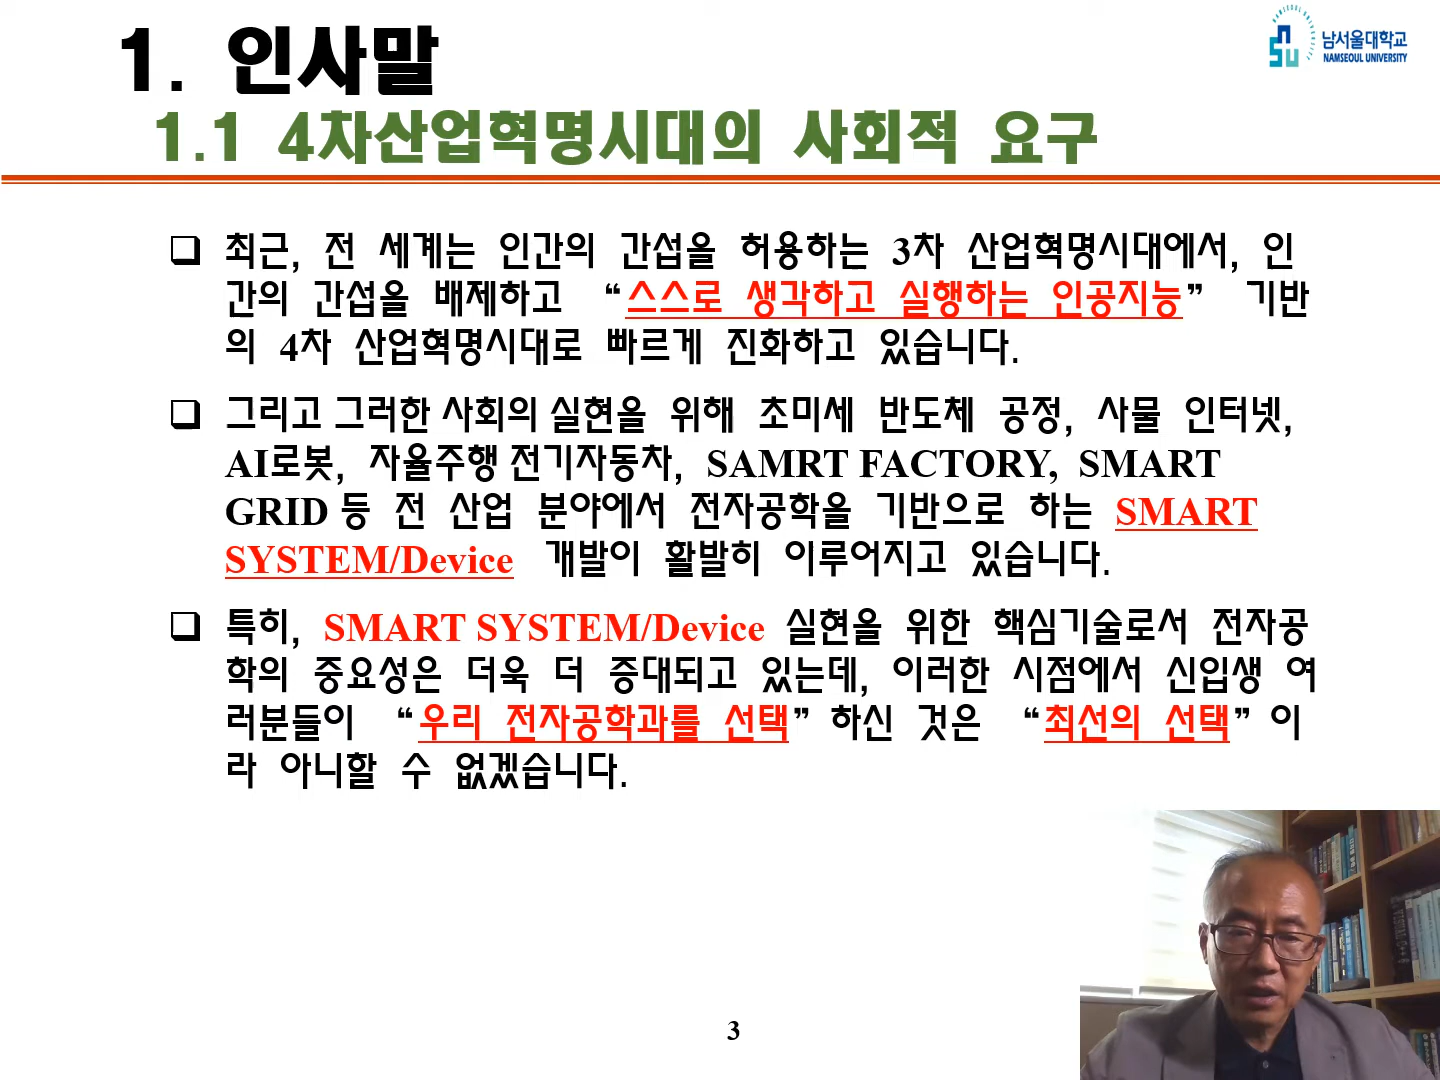 1. 인사말
남서울대학교
NAMSEOUL UNIVERSITY
1.1 4차산업혁명시대의 사회적 요구
❑ 최근, 전 세계는 인간의 간섭을 허용하는 3차 산업혁명시대에서, 인
간의 간섭을 배제하고 “스스로 생각하고 실행하는 인공지능” 기반
의 4차 산업혁명시대로 빠르게 진화하고 있습니다.
❑ 그리고 그러한 사회의 실현을 위해 초미세 반도체 공정, 사물 인터넷,
AI로봇, 자율주행 전기자동차, SAMRT FACTORY, SMART
GRID 등 전 산업 분야에서 전자공학을 기반으로 하는 SMART
SYSTEM/Device 개발이 활발히 이루어지고 있습니다.
❑ 특히, SMART SYSTEM/Device 실현을 위한 핵심기술로서 전자공
학의 중요성은 더욱 더 증대되고 있는데, 이러한 시점에서 신입생 여
러분들이 “우리 전자공학과를 선택” 하신 것은 “최선의 선택” 이
라 아니할 수 없겠습니다.
3